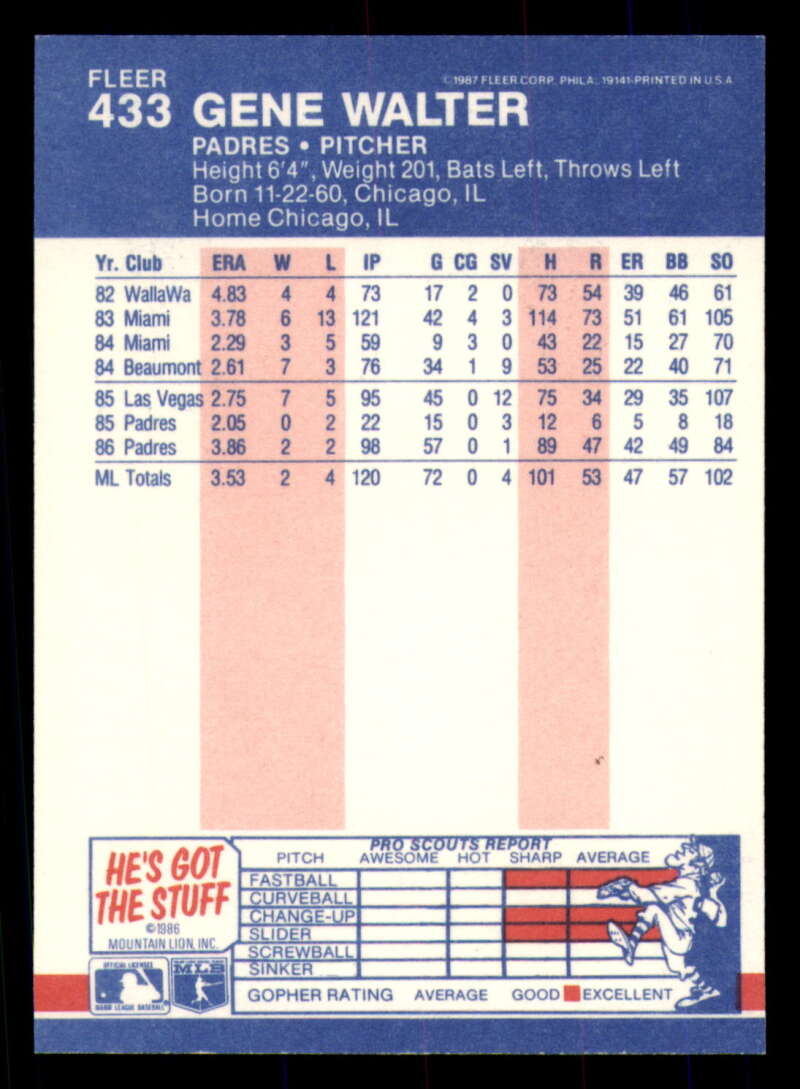 FLEER
©1987 FLEER CORP. PHILA. 19141-PRINTED IN U.S.A.
433 GENE WALTER
PADRES • PITCHER
Height 6'4", Weight 201, Bats Left, Throws Left
Born 11-22-60, Chicago, IL
Home Chicago, IL
Yr. Club ERA W L IP G CG SV H R ER BB SO
82 WallaWa 4.83 4 4 73 17 2 0 73 54 39 46 61
83 Miami 3.78 6 13 121 42 4 3 114 73 51 61 105
84 Miami 2.29 3 5 59 9 3 0 43 22 15 27 70
84 Beaumont 2.61 7 3 76 34 1 9 53 25 22 40 71
85 Las Vegas 2.75 7 5 95 45 0 12 75 34 29 35 107
85 Padres 2.05 0 2 22 15 0 3 12 6 5 8 18
86 Padres 3.86 2 2 98 57 0 1 89 47 42 49 84
ML Totals 3.53 2 4 120 72 0 4 101 53 47 57 102
HE'S GOT
THE STUFF
©1986
MOUNTAIN LION, INC.
PRO SCOUTS REPORT
PITCH AWESOME HOT SHARP AVERAGE
FASTBALL
CURVEBALL
CHANGE-UP
SLIDER
SCREWBALL
SINKER
GOPHER RATING AVERAGE GOOD EXCELLENT
OFFICIAL LICENSEE
MAJOR LEAGUE BASEBALL
MLB